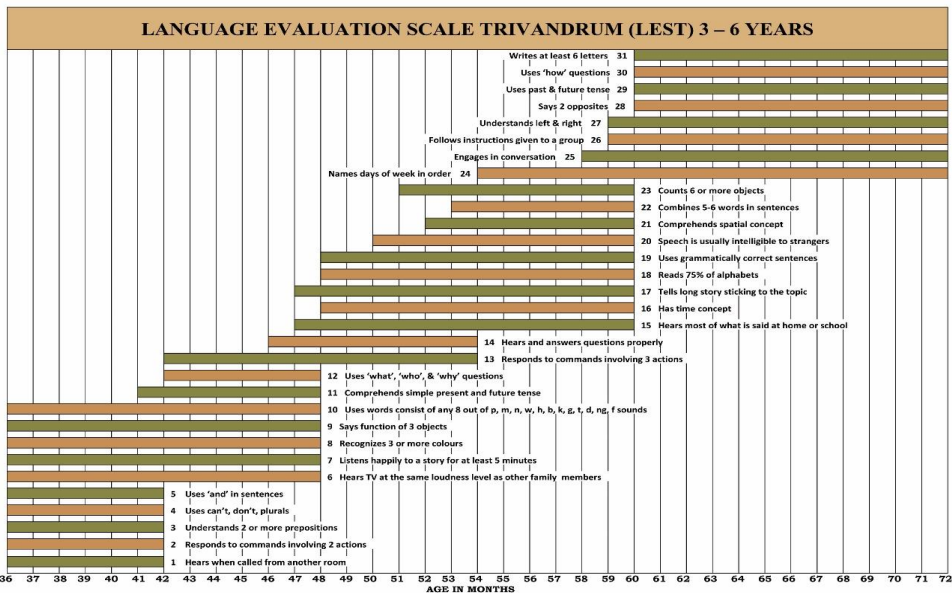 LANGUAGE EVALUATION SCALE TRIVANDRUM (LEST) 3 – 6 YEARS
Writes at least 6 letters 31
Uses ‘how’ questions 30
Uses past & future tense 29
Says 2 opposites 28
Understands left & right 27
Follows instructions given to a group 26
Engages in conversation 25
Names days of week in order 24
23 Counts 6 or more objects
22 Combines 5-6 words in sentences
21 Comprehends spatial concept
20 Speech is usually intelligible to strangers
19 Uses grammatically correct sentences
18 Reads 75% of alphabets
17 Tells long story sticking to the topic
16 Has time concept
15 Hears most of what is said at home or school
14 Hears and answers questions properly
13 Responds to commands involving 3 actions
12 Uses ‘what’, ‘who’, & ‘why’ questions
11 Comprehends simple present and future tense
10 Uses words consist of any 8 out of p, m, n, w, h, b, k, g, t, d, ng, f sounds
9 Says function of 3 objects
8 Recognizes 3 or more colours
7 Listens happily to a story for at least 5 minutes
6 Hears TV at the same loudness level as other family members
5 Uses ‘and’ in sentences
4 Uses can’t, don’t, plurals
3 Understands 2 or more prepositions
2 Responds to commands involving 2 actions
1 Hears when called from another room
36 37 38 39 40 41 42 43 44 45 46 47 48 49 50 51 52 53 54 55 56 57 58 59 60 61 62 63 64 65 66 67 68 69 70 71 72
AGE IN MONTHS